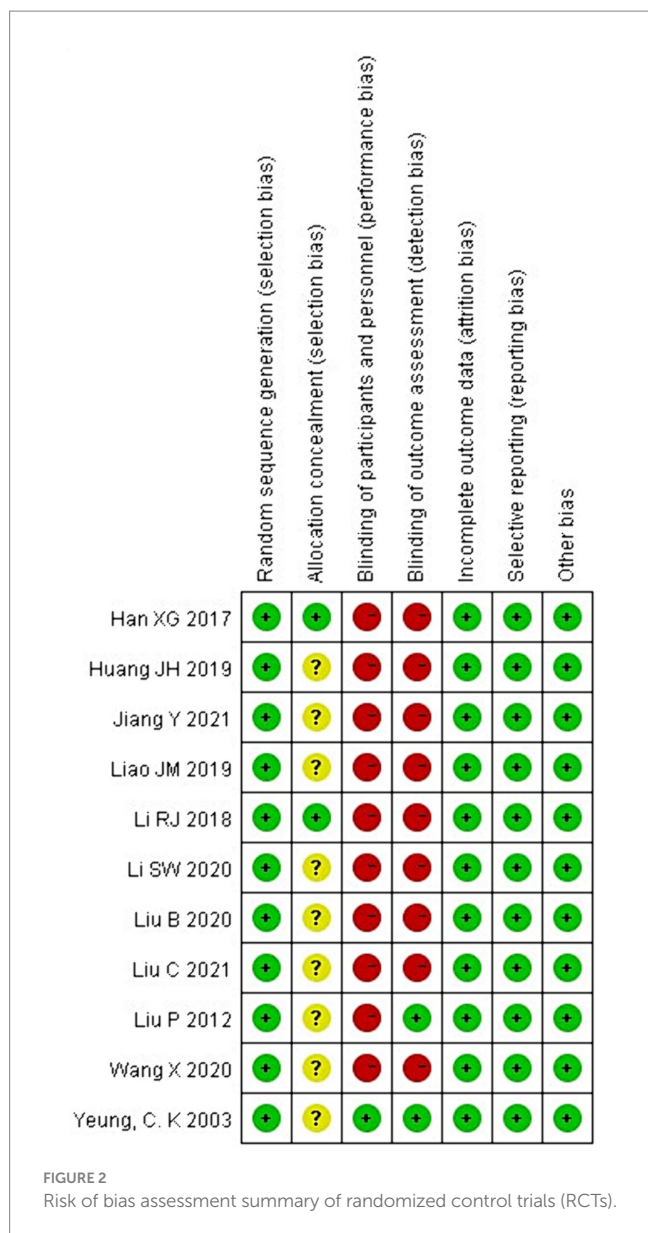 Random sequence generation (selection bias)
Allocation concealment (selection bias)
Blinding of participants and personnel (performance bias)
Blinding of outcome assessment (detection bias)
Incomplete outcome data (attrition bias)
Selective reporting (reporting bias)
Other bias
Han XG 2017 + + - - + + +
Huang JH 2019 + ? - - + + +
Jiang Y 2021 + ? - - + + +
Liao JM 2019 + ? - - + + +
Li RJ 2018 + + - - + + +
Li SW 2020 + ? - - + + +
Liu B 2020 + ? - - + + +
Liu C 2021 + ? - - + + +
Liu P 2012 + ? - + + + +
Wang X 2020 + ? - - + + +
Yeung, C. K 2003 + ? + + + + +
FIGURE 2
Risk of bias assessment summary of randomized control trials (RCTs).